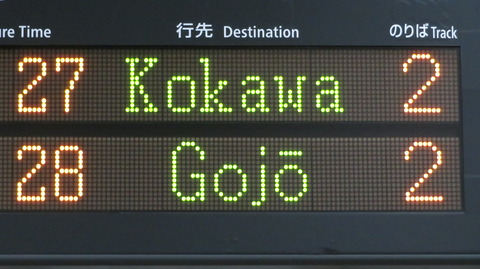 ure Time 行先 Destination のりば Track
27 Kokawa 2
28 Gojō 2